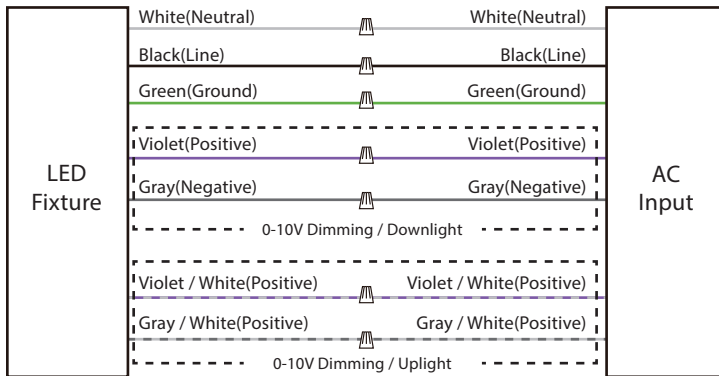 White(Neutral) White(Neutral)
Black(Line) Black(Line)
Green(Ground) Green(Ground)
Violet(Positive) Violet(Positive)
LED Fixture
AC Input
Gray(Negative) Gray(Negative)
0-10V Dimming / Downlight
Violet / White(Positive) Violet / White(Positive)
Gray / White(Positive) Gray / White(Positive)
0-10V Dimming / Uplight